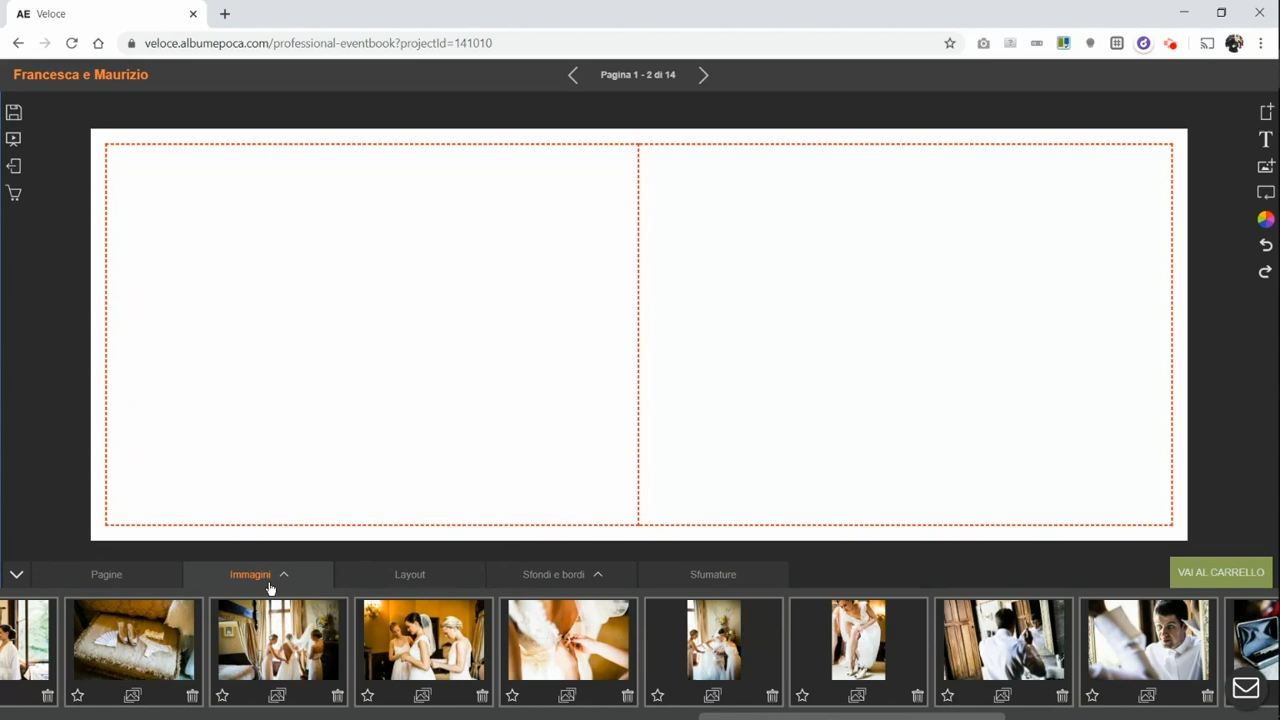 AE Veloce
veloce.albumepoca.com/professional-eventbook?projectId=141010
Francesca e Maurizio
Pagina 1 - 2 di 14
T
Pagine
Immagini
Layout
Sfondi e bordi
Sfumature
VAI AL CARRELLO